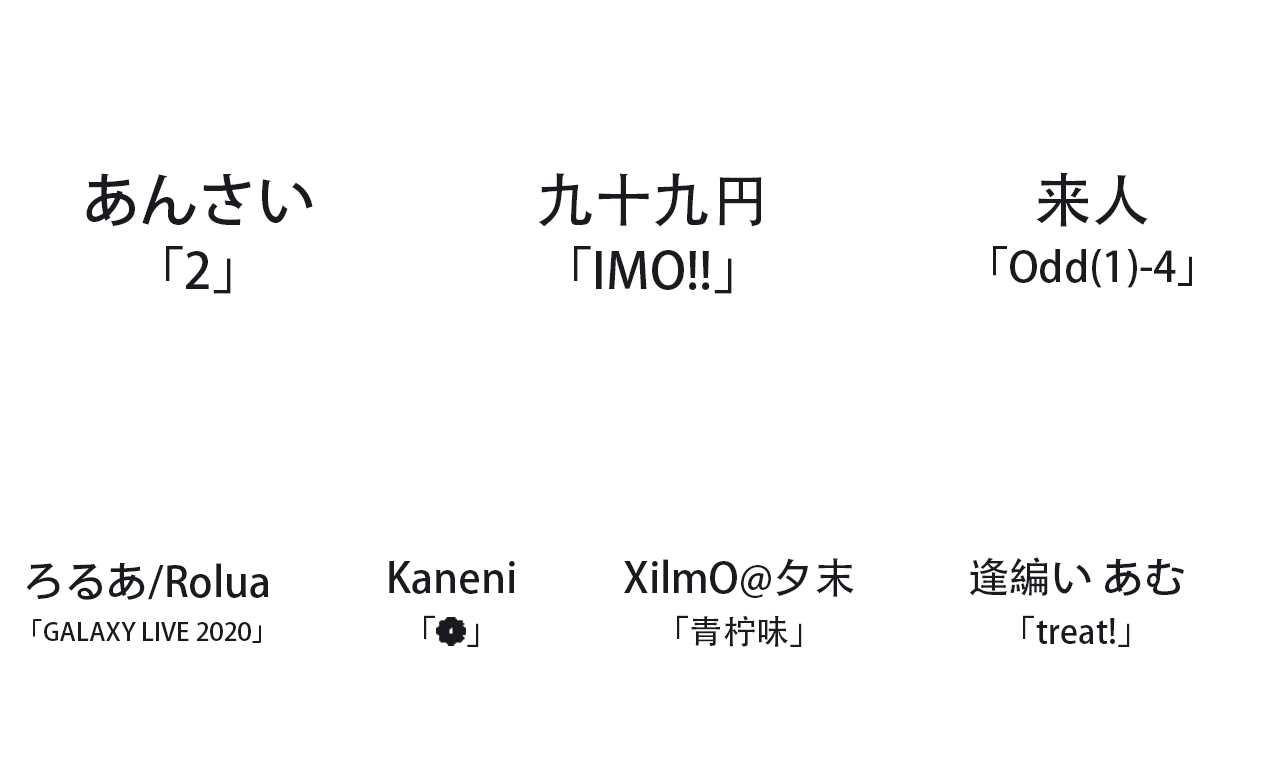 あんさい
「2」
九十九円
「IMO!!」
来人
「Odd(1)-4」
ろるあ/Rolua
「GALAXY LIVE 2020」
Kaneni
「」
XilmO@夕末
「青柠味」
逢編い あむ
「treat!」